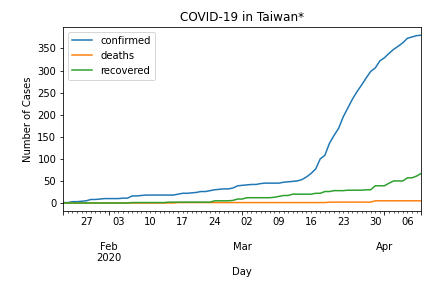 COVID-19 in Taiwan*
confirmed
deaths
recovered
Number of Cases
350
300
250
200
150
100
50
0
27 03 10 17 24 02 09 16 23 30 06
Feb Mar Apr
2020
Day